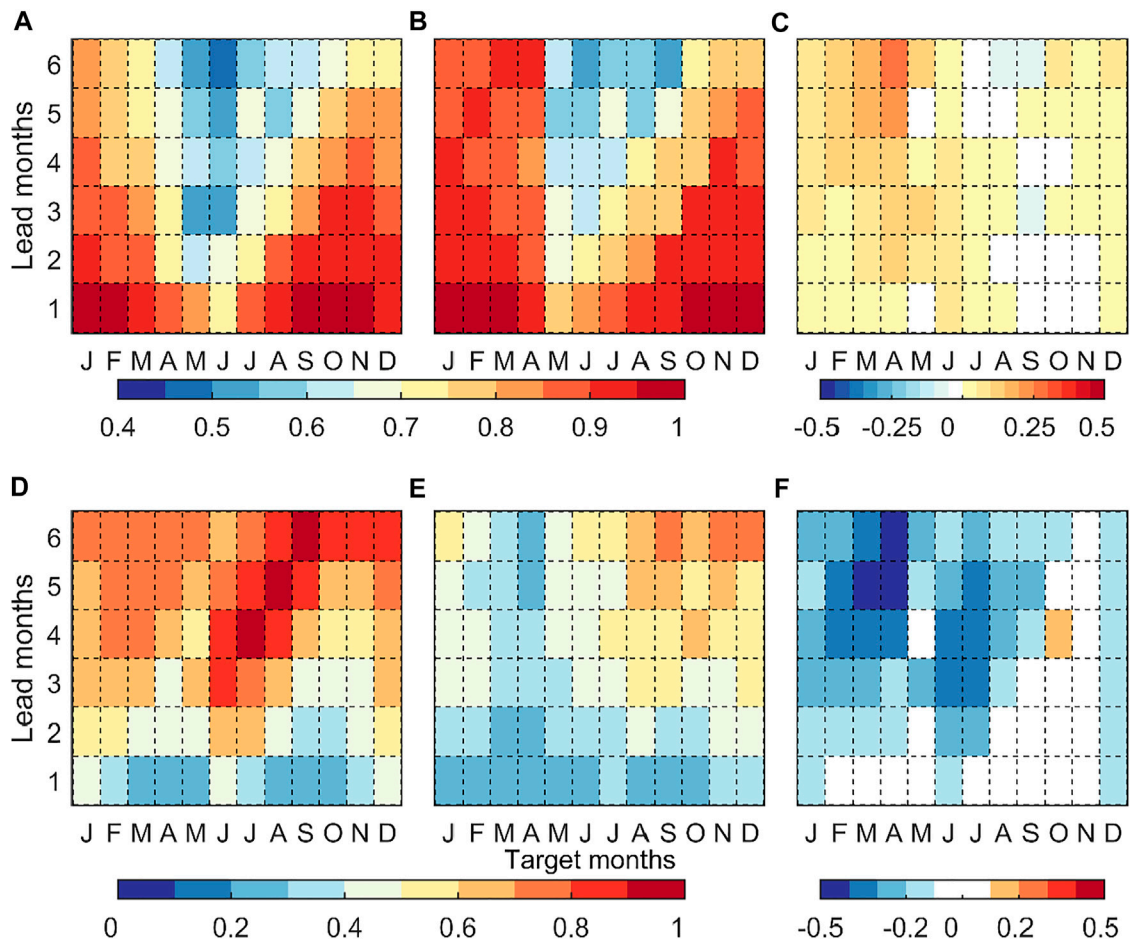 A B C
Lead months
6
5
4
3
2
1
J F M A M J J A S O N D J F M A M J J A S O N D J F M A M J J A S O N D
0.4 0.5 0.6 0.7 0.8 0.9 1 -0.5 -0.25 0 0.25 0.5
D E F
Lead months
6
5
4
3
2
1
J F M A M J J A S O N D J F M A M J J A S O N D J F M A M J J A S O N D
Target months
0 0.2 0.4 0.6 0.8 1 -0.5 -0.2 0 0.2 0.5